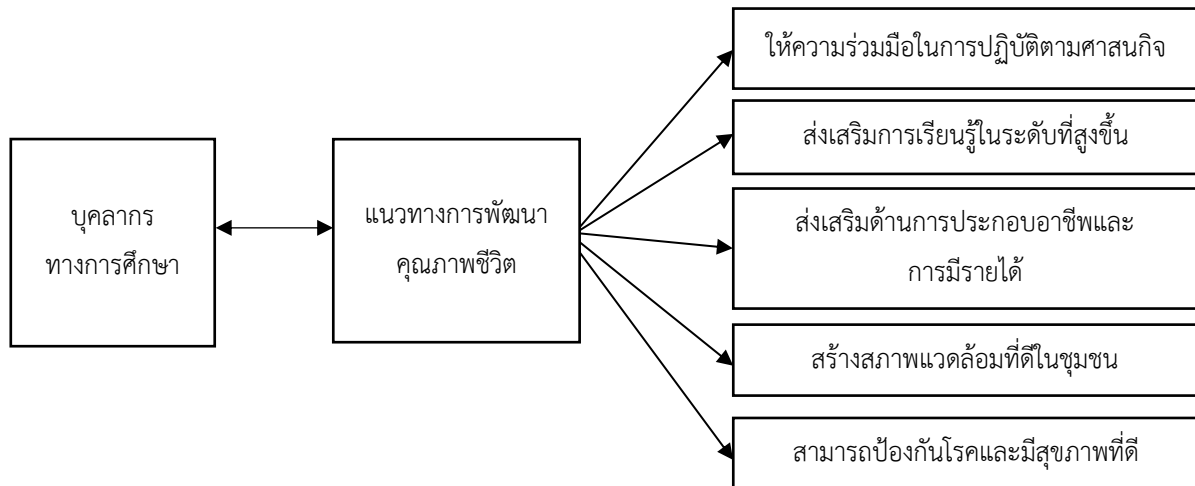 บุคลากร
ทางการศึกษา
แนวทางการพัฒนา
คุณภาพชีวิต
ให้ความร่วมมือในการปฏิบัติตามศาสนกิจ
ส่งเสริมการเรียนรู้ในระดับที่สูงขึ้น
ส่งเสริมด้านการประกอบอาชีพและ
การมีรายได้
สร้างสภาพแวดล้อมที่ดีในชุมชน
สามารถป้องกันโรคและมีสุขภาพที่ดี